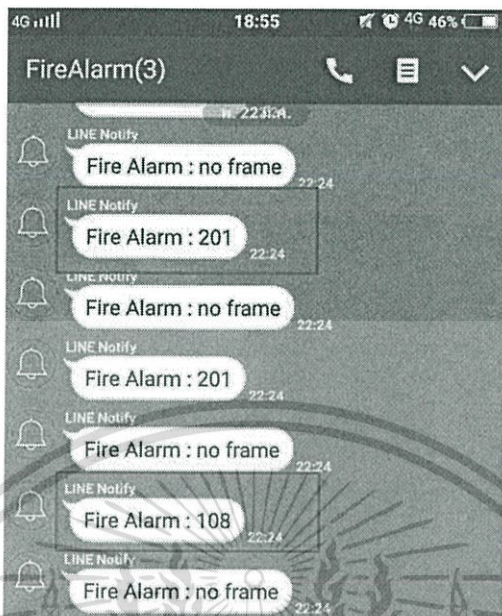 4G 18:55 4G 46%
FireAlarm(3)
LINE Notify
Fire Alarm : no frame
22:24
LINE Notify
Fire Alarm : 201
22:24
LINE Notify
Fire Alarm : no frame
22:24
LINE Notify
Fire Alarm : 201
22:24
LINE Notify
Fire Alarm : no frame
22:24
LINE Notify
Fire Alarm : 108
22:24
LINE Notify
Fire Alarm : no frame
22:24